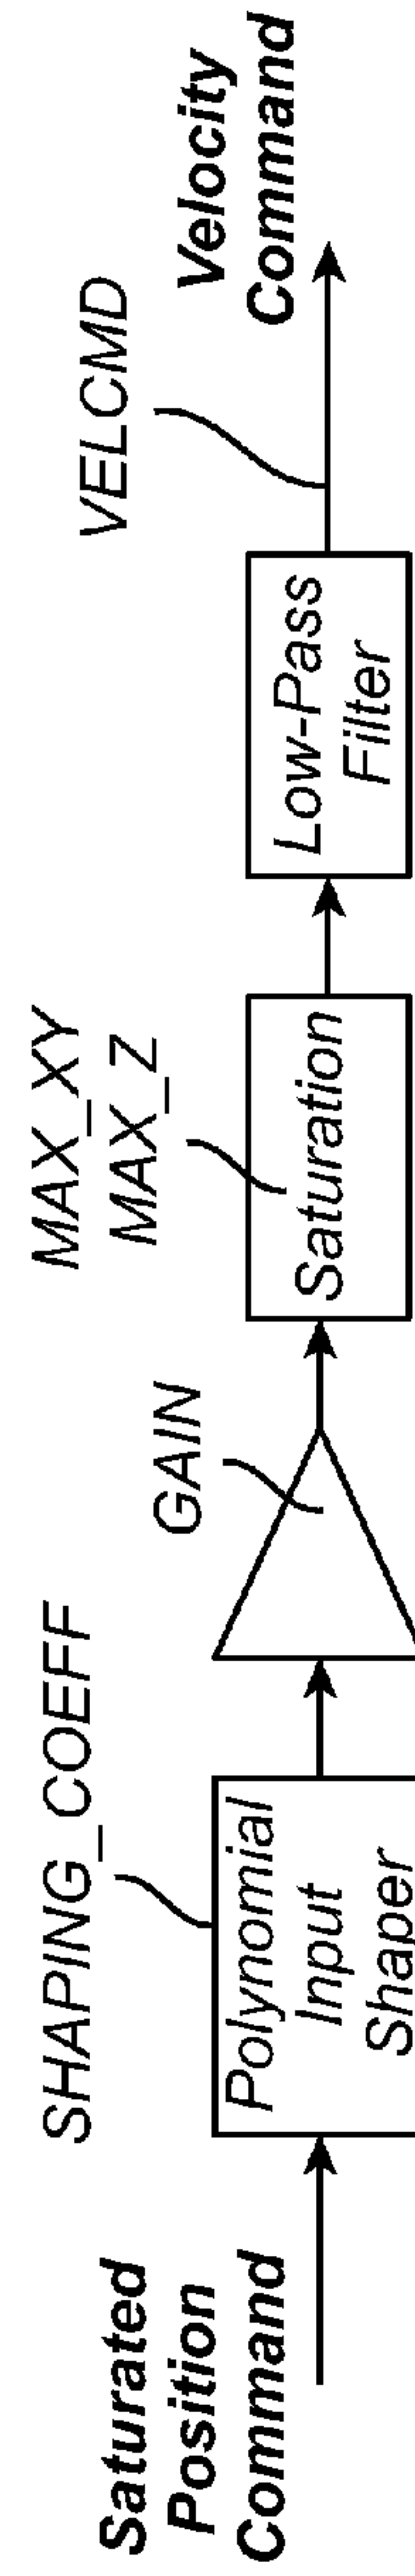 Saturated
Position
Command
SHAPING_COEFF
Polynomial
Input
Shaper
GAIN
MAX_XY
MAX_Z
Saturation
Low-Pass
Filter
VELCMD
Velocity
Command